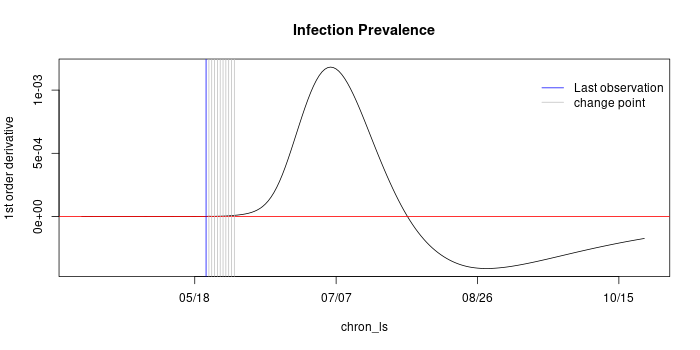 Infection Prevalence
1st order derivative
1e-03
5e-04
0e+00
Last observation
change point
05/18
07/07
08/26
10/15
chron_ls